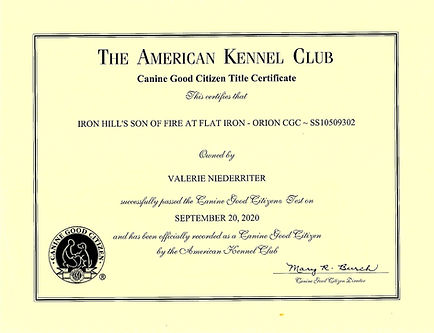 THE AMERICAN KENNEL CLUB
Canine Good Citizen Title Certificate
This certifies that
IRON HILL'S SON OF FIRE AT FLAT IRON - ORION CGC ~ SS10509302
Owned by
VALERIE NIEDERRITER
successfully passed the Canine Good Citizen® Test on
SEPTEMBER 20, 2020
and has been officially recorded as a Canine Good Citizen
by the American Kennel Club
CANINE GOOD CITIZEN
®
Mary R. Burch
Canine Good Citizen Director